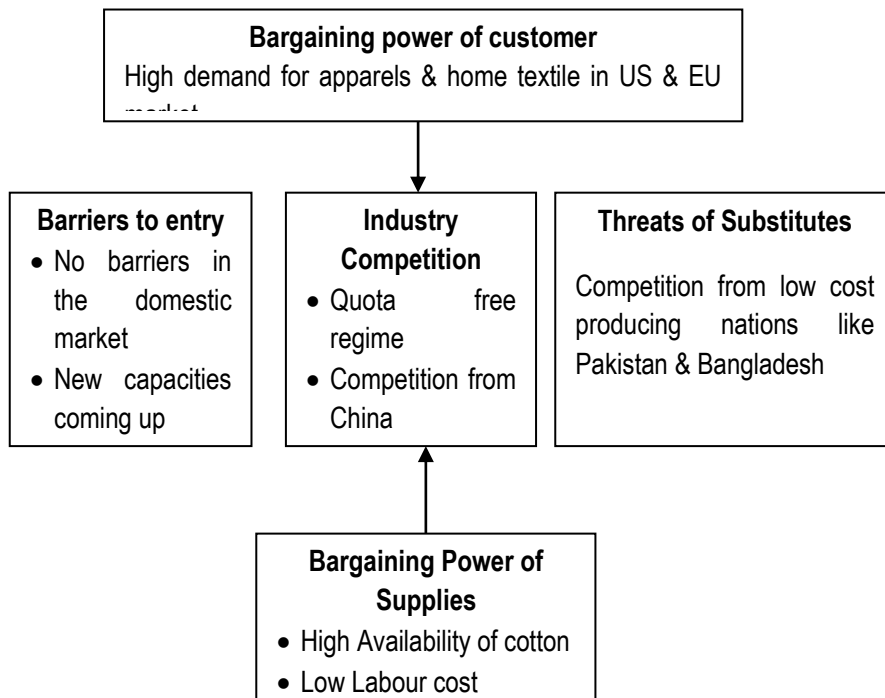 Bargaining power of customer
High demand for apparels & home textile in US & EU
market
Barriers to entry
• No barriers in
the domestic
market
• New capacities
coming up
Industry
Competition
• Quota free
regime
• Competition from
China
Threats of Substitutes
Competition from low cost
producing nations like
Pakistan & Bangladesh
Bargaining Power of
Supplies
• High Availability of cotton
• Low Labour cost